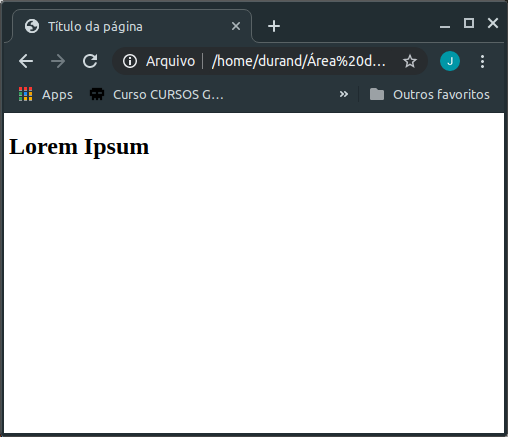 Título da página
Arquivo /home/durand/Área%20d...
J
Apps Curso CURSOS G... » Outros favoritos
Lorem Ipsum